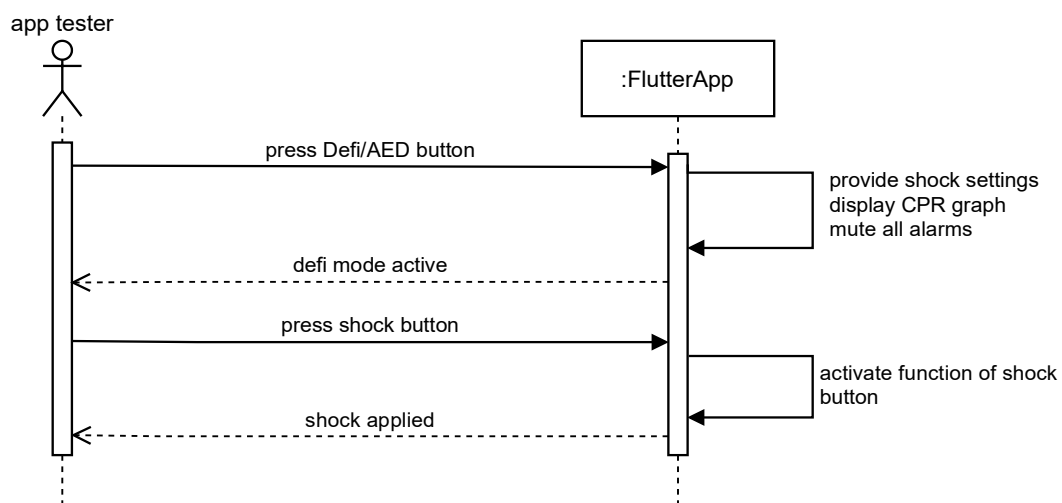 app tester
:FlutterApp
press Defi/AED button
provide shock settings
display CPR graph
mute all alarms
defi mode active
press shock button
activate function of shock
button
shock applied